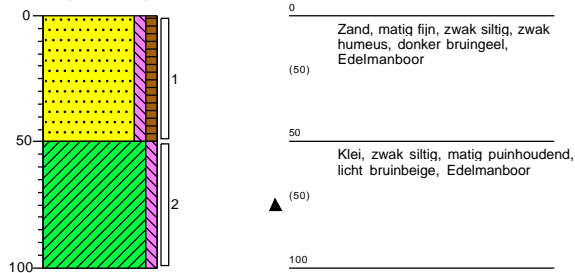 0
1
50
2
100
0
Zand, matig fijn, zwak siltig, zwak
humeus, donker bruingeel,
Edelmanboor
(50)
50
Klei, zwak siltig, matig puinhoudend,
licht bruinbeige, Edelmanboor
(50)
100